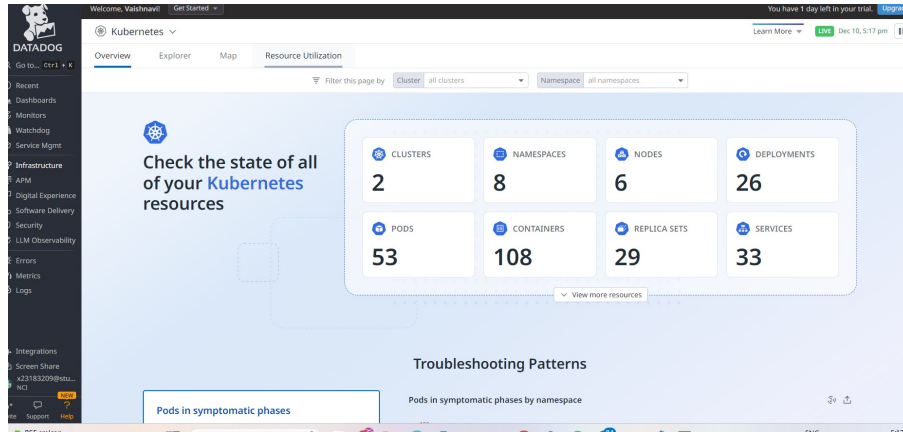 Welcome, Vaishnavi! Get Started
You have 1 day left in your trial. Upgra
DATADOG
Go to... Ctrl + K
Recent
Dashboards
Monitors
Watchdog
Service Mgmt
Infrastructure
APM
Digital Experience
Software Delivery
Security
LLM Observability
Errors
Metrics
Logs
Integrations
Screen Share
x23183209@stu...
NCI
NEW
Support Help
Kubernetes
Learn More LIVE Dec 10, 5:17 pm
Overview Explorer Map Resource Utilization
Filter this page by Cluster all clusters Namespace all namespaces
Check the state of all
of your Kubernetes
resources
CLUSTERS
2
NAMESPACES
8
NODES
6
DEPLOYMENTS
26
PODS
53
CONTAINERS
108
REPLICA SETS
29
SERVICES
33
View more resources
Troubleshooting Patterns
Pods in symptomatic phases
Pods in symptomatic phases by namespace